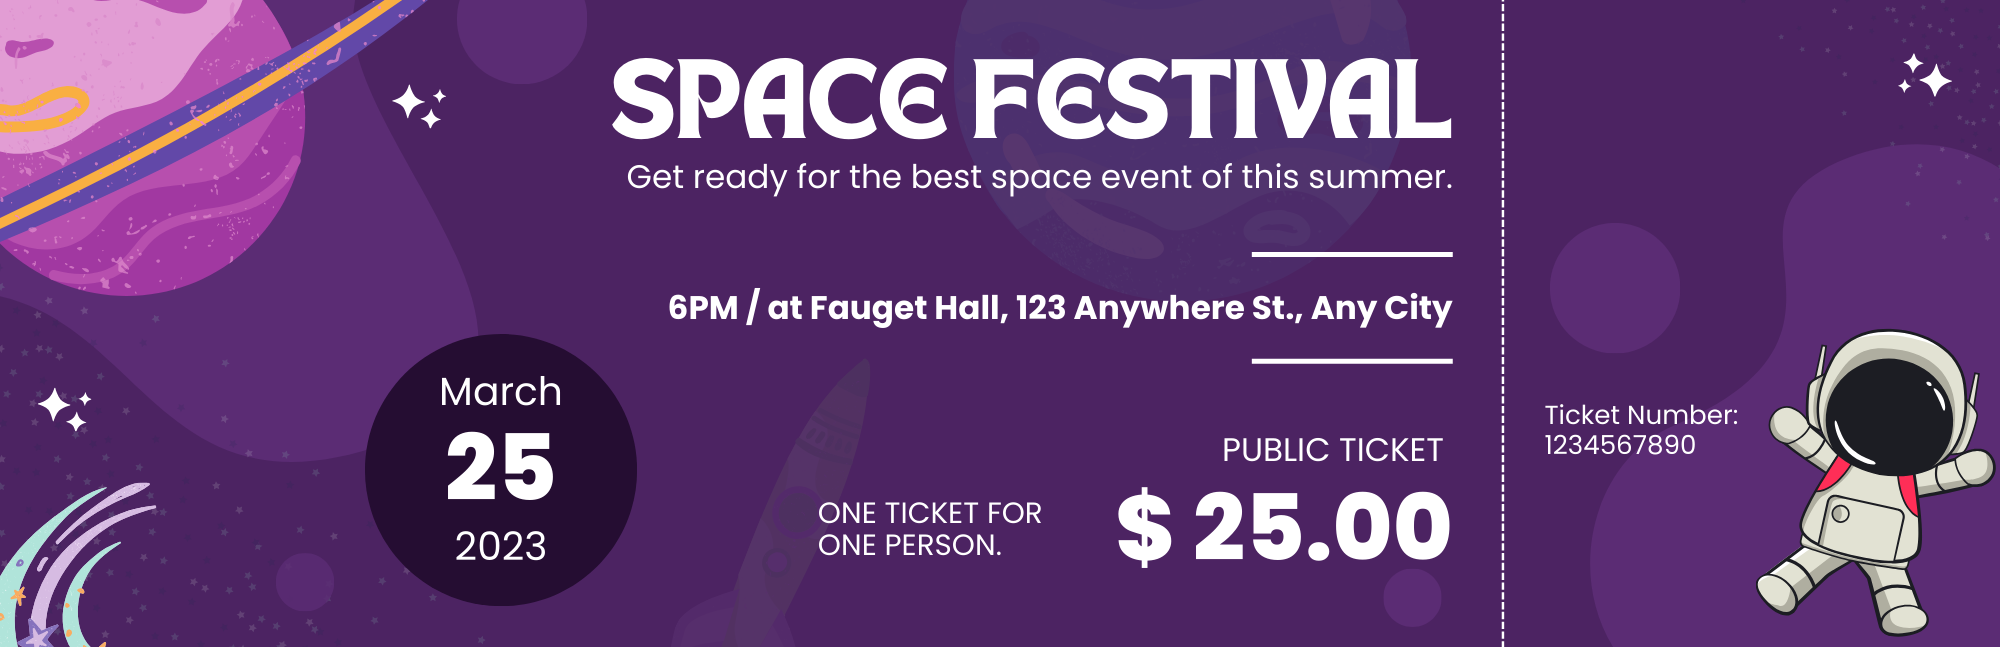 SPACE FESTIVAL
Get ready for the best space event of this summer.
6PM / at Fauget Hall, 123 Anywhere St., Any City
March
25
2023
ONE TICKET FOR
ONE PERSON.
PUBLIC TICKET
$ 25.00
Ticket Number:
1234567890